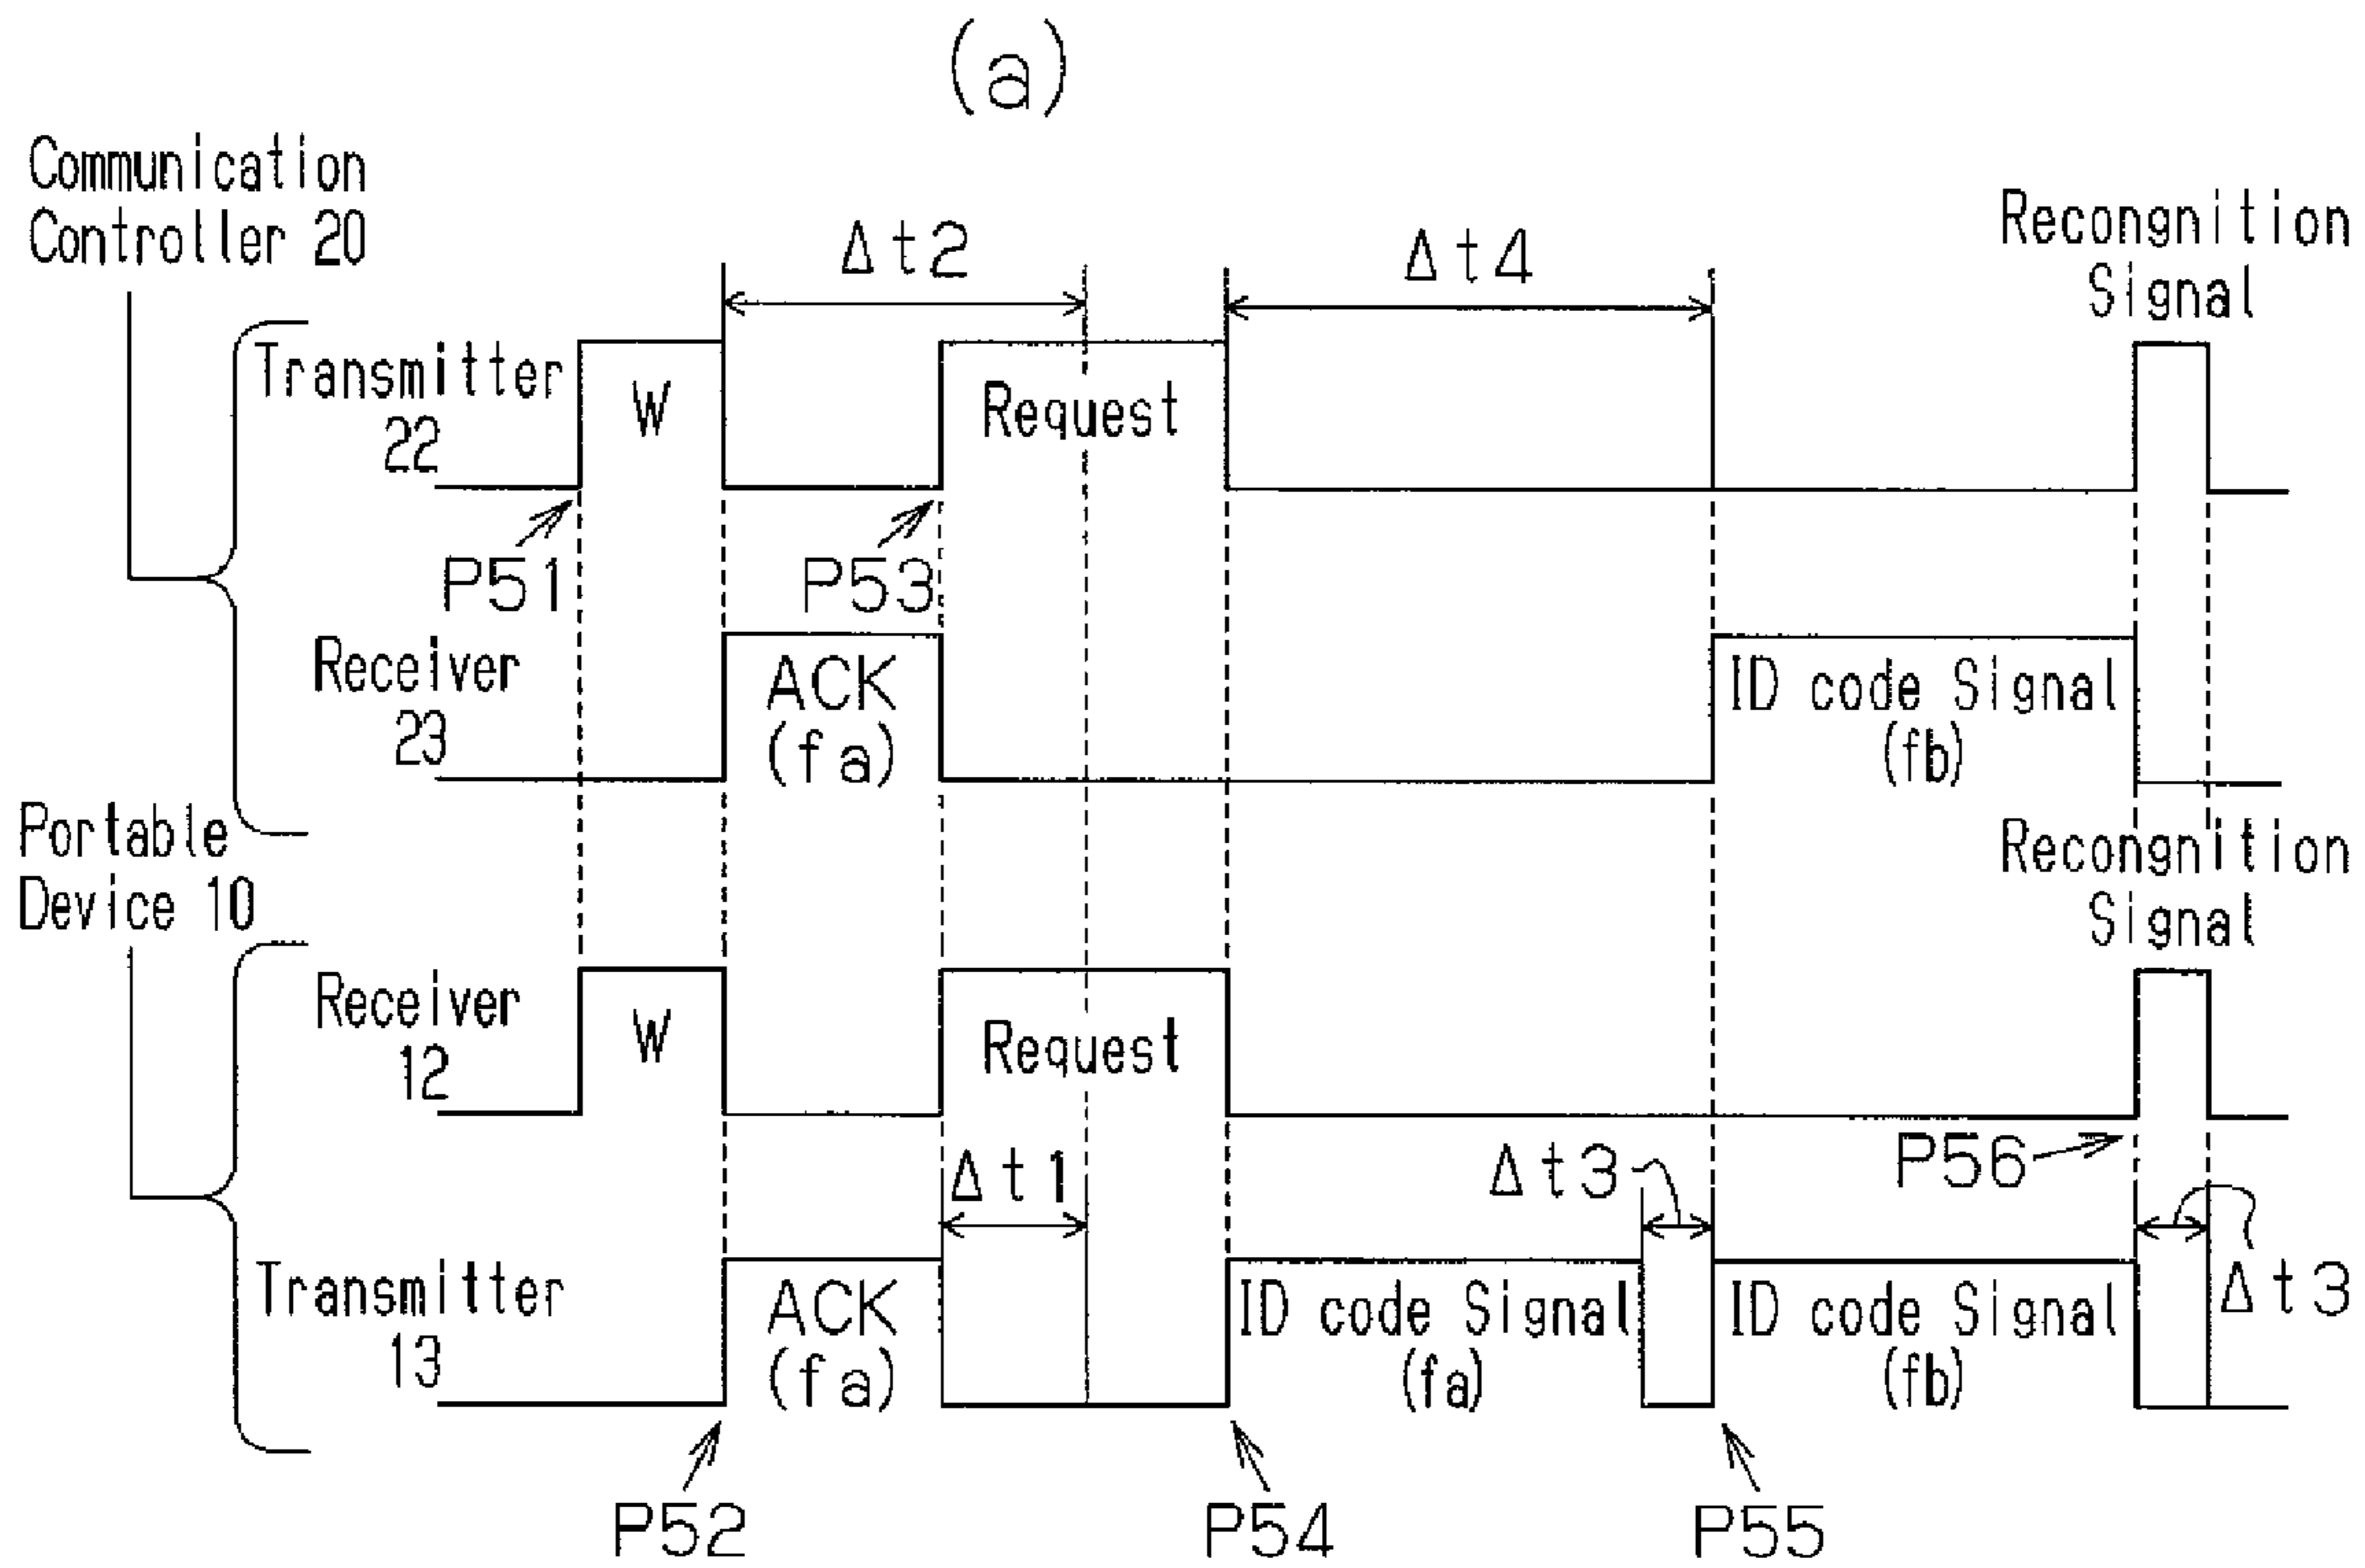 (a)
Communication
Controller 20
Δt2
Δt4
Recongnition
Signal
Transmitter
22
W
Request
P51
P53
Receiver
23
ACK
(fa)
ID code Signal
(fb)
Portable
Device 10
Recongnition
Signal
Receiver
12
W
Request
Δt1
Δt3
P56
Transmitter
13
ACK
(fa)
ID code Signal
(fa)
ID code Signal
(fb)
Δt3
P52
P54
P55